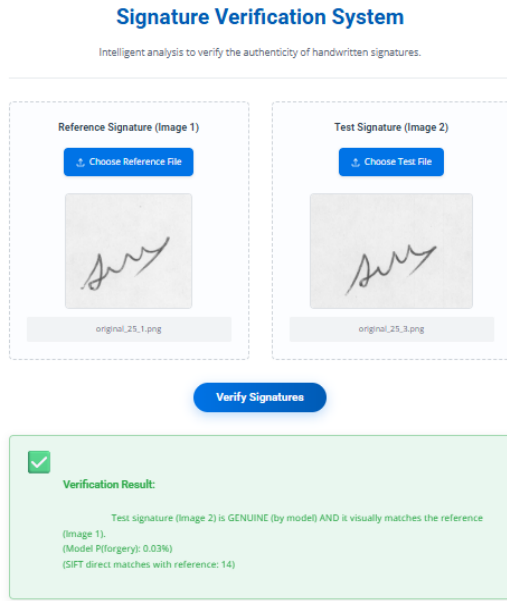 Signature Verification System
Intelligent analysis to verify the authenticity of handwritten signatures.
Reference Signature (Image 1)
Choose Reference File
original_25_1.png
Test Signature (Image 2)
Choose Test File
original_25_3.png
Verify Signatures
Verification Result:
Test signature (Image 2) is GENUINE (by model) AND it visually matches the reference
(Image 1).
(Model P(forgery): 0.03%)
(SIFT direct matches with reference: 14)